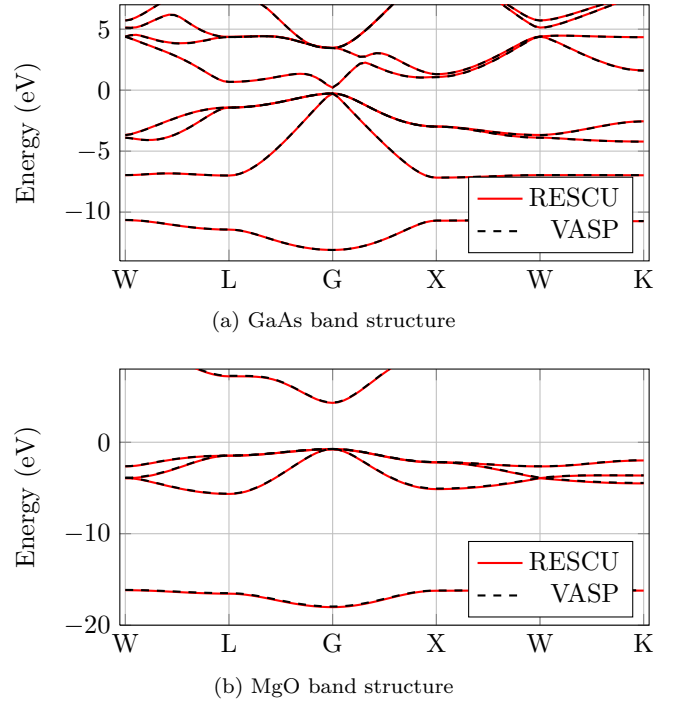 5
0
−5
−10
Energy (eV)
RESCU
VASP
W L G X W K
(a) GaAs band structure
0
−10
−20
Energy (eV)
RESCU
VASP
W L G X W K
(b) MgO band structure